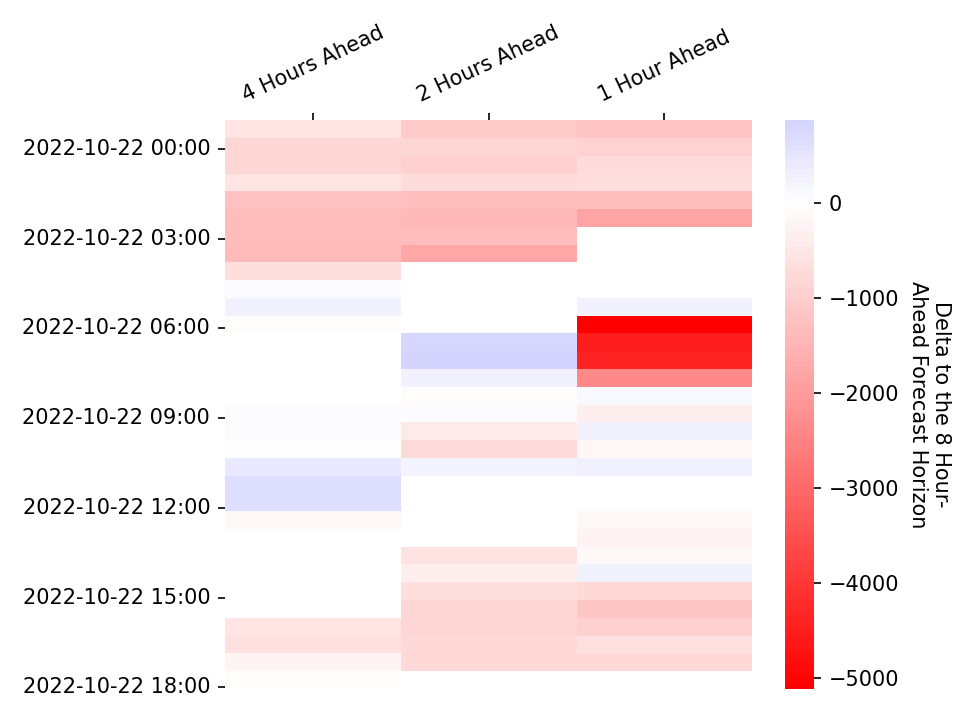 4 Hours Ahead
2 Hours Ahead
1 Hour Ahead
2022-10-22 00:00
2022-10-22 03:00
2022-10-22 06:00
2022-10-22 09:00
2022-10-22 12:00
2022-10-22 15:00
2022-10-22 18:00
0
−1000
−2000
−3000
−4000
−5000
Delta to the 8 Hour-
Ahead Forecast Horizon